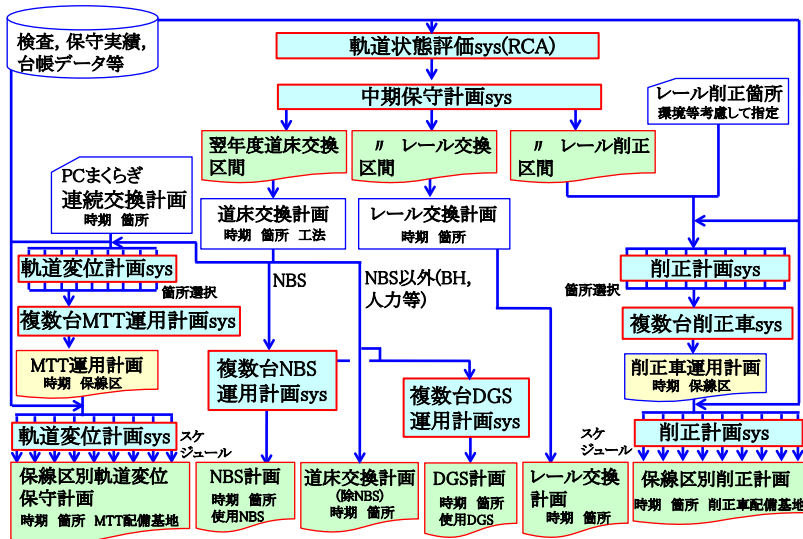 検査, 保守実績,
台帳データ等
軌道状態評価sys(RCA)
中期保守計画sys
レール削正箇所
環境等考慮して指定
翌年度道床交換
区間
〃 レール交換
区間
〃 レール削正
区間
PCまくらぎ
連続交換計画
時期 箇所
道床交換計画
時期 箇所 工法
レール交換計画
時期 箇所
軌道変位計画sys
箇所選択
NBS
NBS以外(BH,
人力等)
削正計画sys
箇所選択
複数台MTT運用計画sys
複数台削正車sys
MTT運用計画
時期 保線区
複数台NBS
運用計画sys
複数台DGS
運用計画sys
削正車運用計画
時期 保線区
軌道変位計画sys
スケ
ジュール
削正計画sys
スケ
ジュール
保線区別軌道変位
保守計画
時期 箇所 MTT配備基地
NBS計画
時期 箇所
使用NBS
道床交換計画
(除NBS)
時期 箇所
DGS計画
時期 箇所
使用DGS
レール交換
計画
時期 箇所
保線区別削正計画
時期 箇所 削正車配備基地